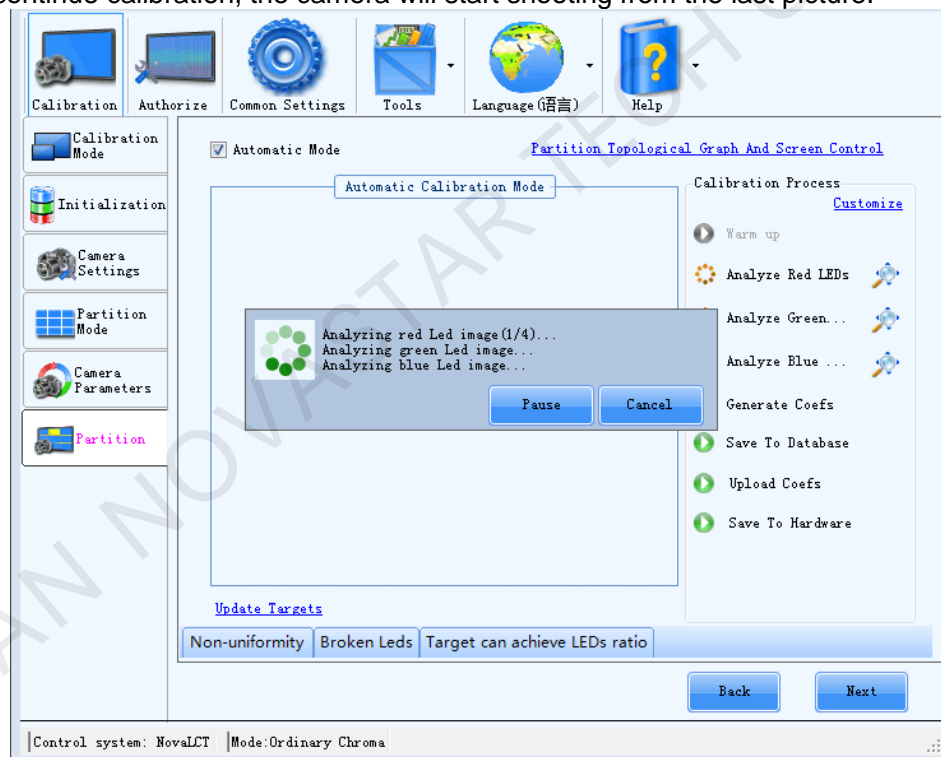 continue calibration, the camera will start shooting from the last picture.
Calibration
Authorize
Common Settings
Tools
Language(语言)
Help
Calibration
Mode
Initialization
Camera
Settings
Partition
Mode
Camera
Parameters
Partition
Automatic Mode
Partition Topological Graph And Screen Control
Automatic Calibration Mode
Calibration Process
Customize
Warm up
Analyze Red LEDs
Analyze Green...
Analyze Blue ...
Generate Coefs
Save To Database
Upload Coefs
Save To Hardware
Analyzing red Led image(1/4)...
Analyzing green Led image...
Analyzing blue Led image...
Pause
Cancel
Update Targets
Non-uniformity
Broken Leds
Target can achieve LEDs ratio
Back
Next
Control system: NovaLCT
Mode:Ordinary Chroma
AN NOVASTAR TECH